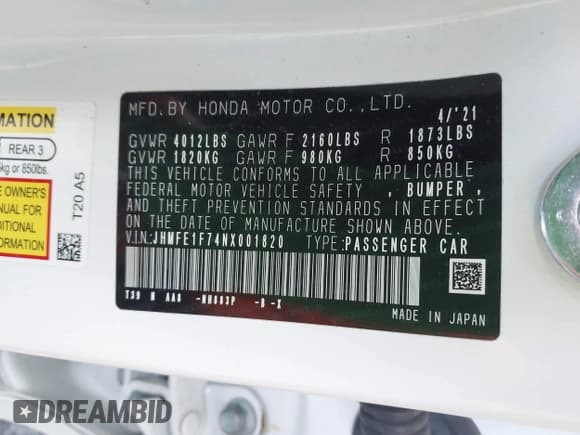 MATION
REAR 3
kg or 850lbs.
E OWNER'S
NUAL FOR
DITIONAL
FORMATION
T20 A5
MFD.BY HONDA MOTOR CO.,LTD. 4/'21
GVWR 4012LBS GAWR F 2160LBS R 1873LBS
GVWR 1820KG GAWR F 980KG R 850KG
THIS VEHICLE CONFORMS TO ALL APPLICABLE
FEDERAL MOTOR VEHICLE SAFETY , BUMPER ,
AND THEFT PREVENTION STANDARDS IN EFFECT
ON THE DATE OF MANUFACTURE SHOWN ABOVE.
VIN:JHMFE1F74NX001820 TYPE:PASSENGER CAR
-B -X
MADE IN JAPAN
DREAMBID